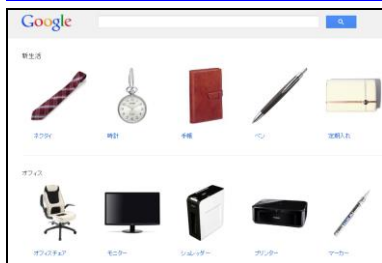 Google
新生活
ネクタイ
時計
手帳
ペン
定期入れ
オフィス
オフィスチェア
モニター
シュレッダー
プリンター
マーカー